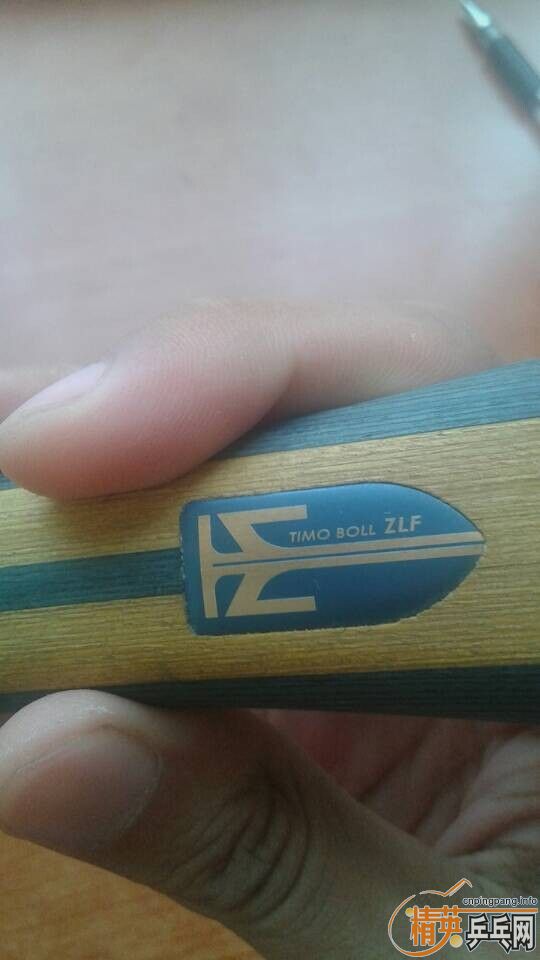 TIMO BOLL ZLF
cnpingpang.info
精英乒乓网